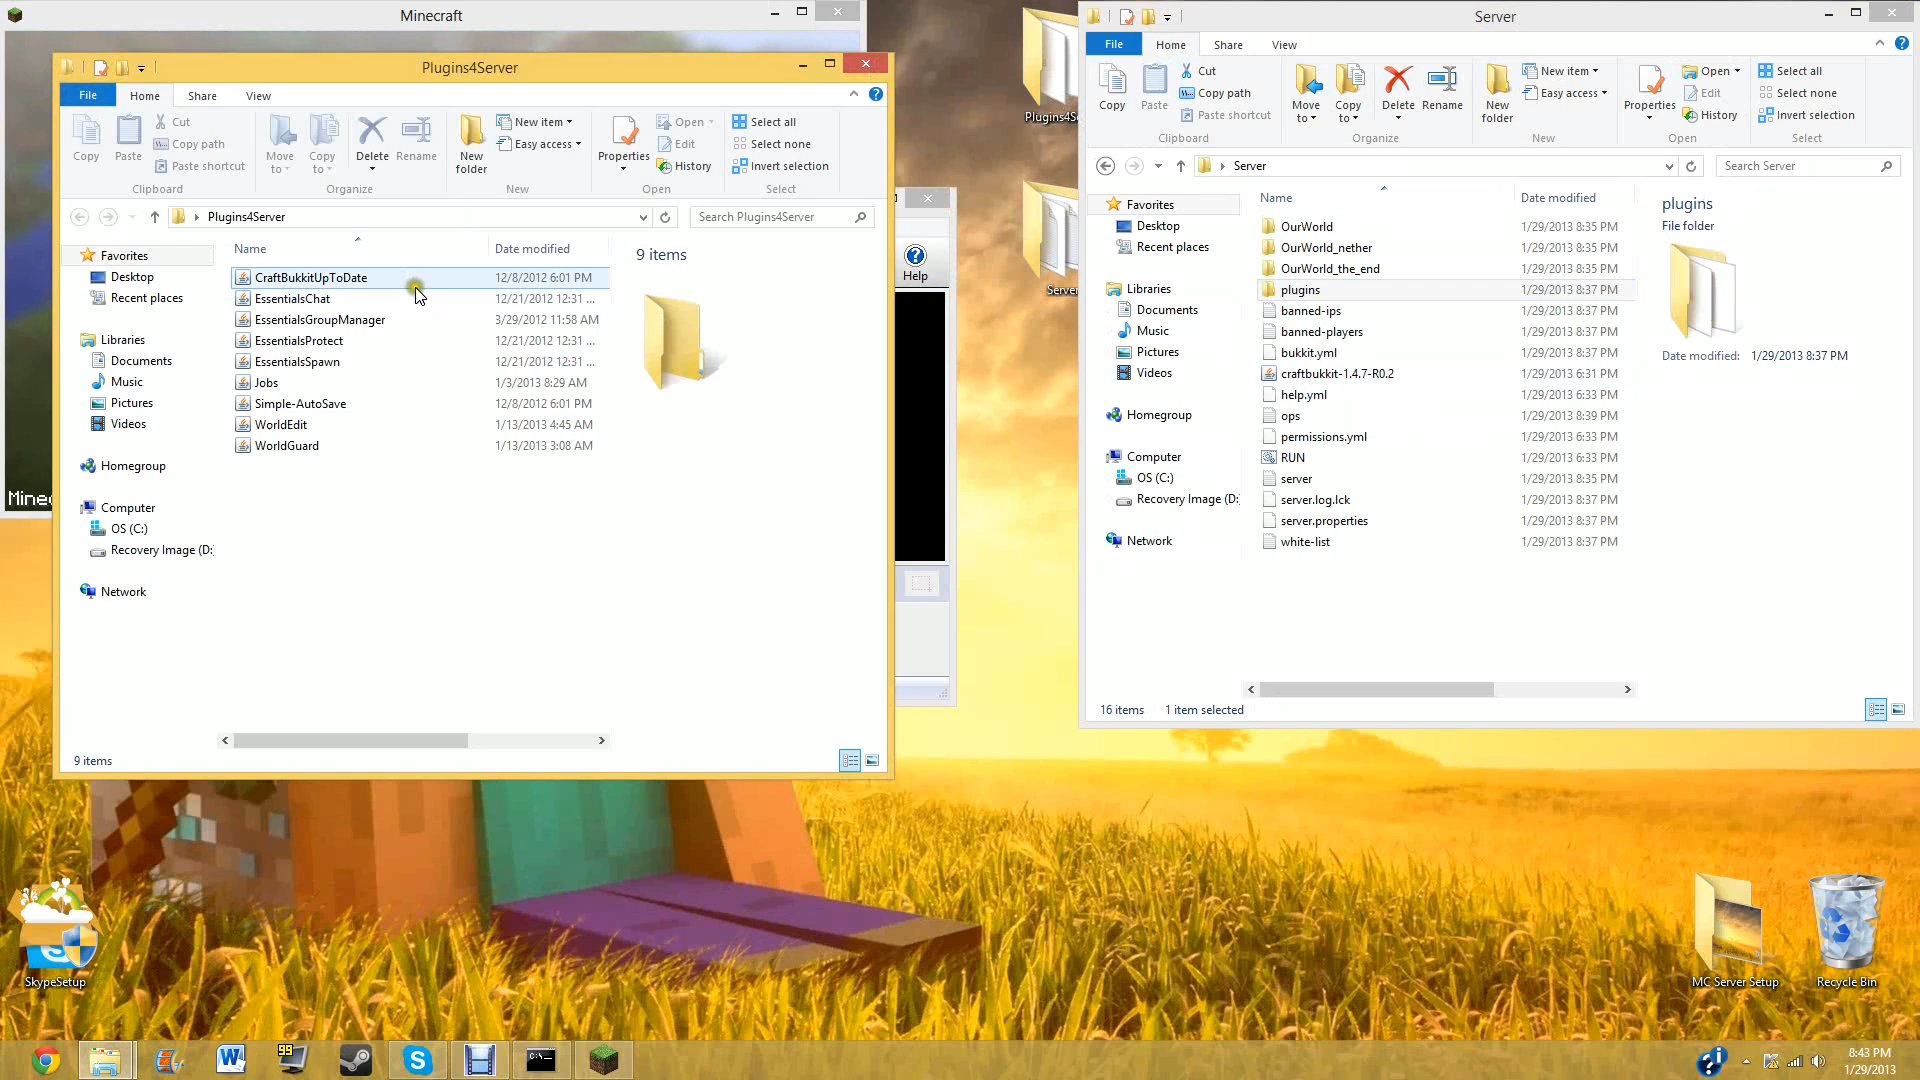 Minecraft
Plugins4Server
File Home Share View
Copy
Paste
Cut
Copy path
Paste shortcut
Clipboard
Move to
Copy to
Delete
Rename
Organize
New folder
New item
Easy access
New
Properties
Open
Edit
History
Open
Select all
Select none
Invert selection
Select
Plugins4Server
Search Plugins4Server
Favorites
Desktop
Recent places
Libraries
Documents
Music
Pictures
Videos
Homegroup
Computer
OS (C:)
Recovery Image (D:
Network
Name Date modified
CraftBukkitUpToDate 12/8/2012 6:01 PM
EssentialsChat 12/21/2012 12:31 ...
EssentialsGroupManager 3/29/2012 11:58 AM
EssentialsProtect 12/21/2012 12:31 ...
EssentialsSpawn 12/21/2012 12:31 ...
Jobs 1/3/2013 8:29 AM
Simple-AutoSave 12/8/2012 6:01 PM
WorldEdit 1/13/2013 4:45 AM
WorldGuard 1/13/2013 3:08 AM
9 items
9 items
Help
Server
File Home Share View
Copy
Paste
Cut
Copy path
Paste shortcut
Clipboard
Move to
Copy to
Delete
Rename
Organize
New folder
New item
Easy access
New
Properties
Open
Edit
History
Open
Select all
Select none
Invert selection
Select
Server
Search Server
Favorites
Desktop
Recent places
Libraries
Documents
Music
Pictures
Videos
Homegroup
Computer
OS (C:)
Recovery Image (D:
Network
Name Date modified
OurWorld 1/29/2013 8:35 PM
OurWorld_nether 1/29/2013 8:35 PM
OurWorld_the_end 1/29/2013 8:35 PM
plugins 1/29/2013 8:37 PM
banned-ips 1/29/2013 8:37 PM
banned-players 1/29/2013 8:37 PM
bukkit.yml 1/29/2013 8:37 PM
craftbukkit-1.4.7-R0.2 1/29/2013 6:31 PM
help.yml 1/29/2013 6:33 PM
ops 1/29/2013 8:39 PM
permissions.yml 1/29/2013 6:33 PM
RUN 1/29/2013 6:33 PM
server 1/29/2013 8:35 PM
server.log.lck 1/29/2013 8:37 PM
server.properties 1/29/2013 8:37 PM
white-list 1/29/2013 8:37 PM
plugins
File folder
Date modified: 1/29/2013 8:37 PM
16 items 1 item selected
Plugins4S
Server
Minec
SkypeSetup
MC Server Setup
Recycle Bin
99
8:43 PM
1/29/2013